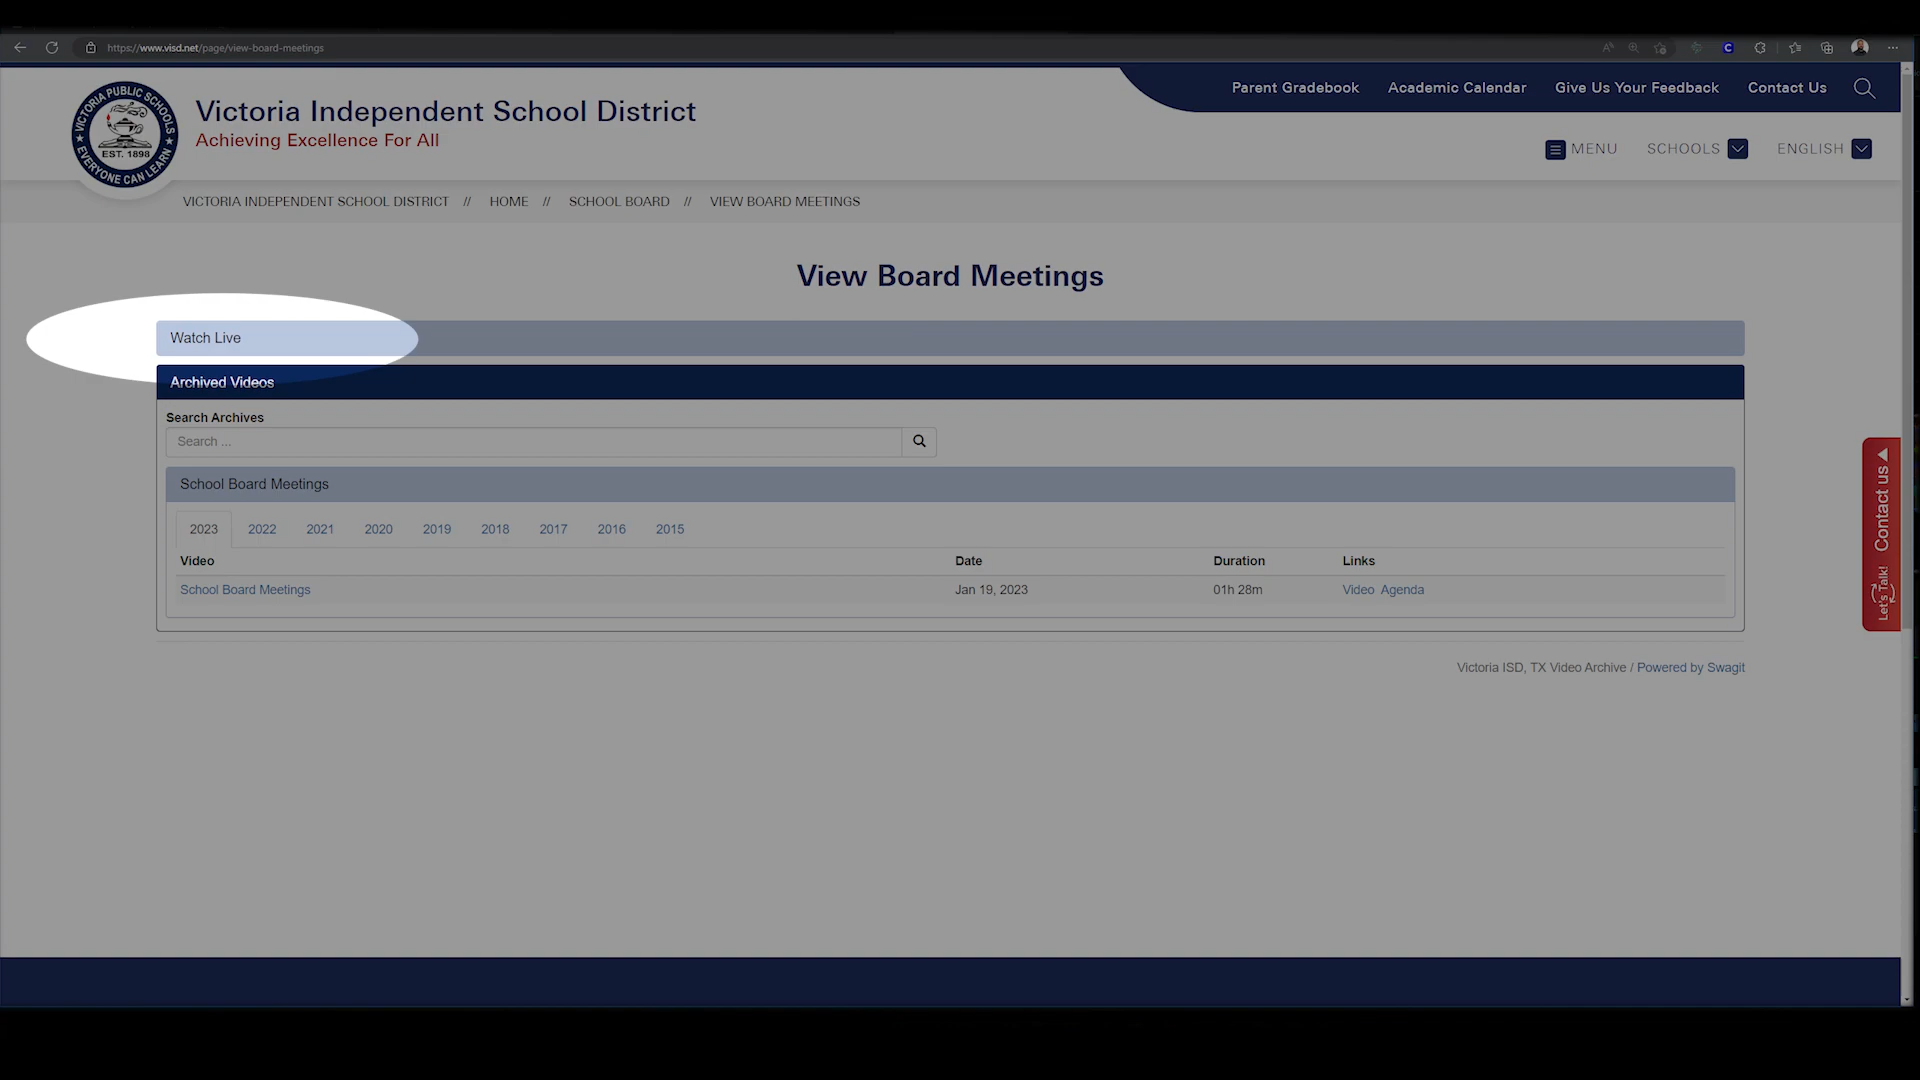 https://www.visd.net/page/view-board-meetings
VICTORIA PUBLIC SCHOOLS
EST. 1898
EVERYONE CAN LEARN
Victoria Independent School District
Achieving Excellence For All
Parent Gradebook
Academic Calendar
Give Us Your Feedback
Contact Us
MENU
SCHOOLS
ENGLISH
VICTORIA INDEPENDENT SCHOOL DISTRICT // HOME // SCHOOL BOARD // VIEW BOARD MEETINGS
View Board Meetings
Watch Live
Archived Videos
Search Archives
Search ...
School Board Meetings
2023 2022 2021 2020 2019 2018 2017 2016 2015
Video Date Duration Links
School Board Meetings Jan 19, 2023 01h 28m Video Agenda
Let's Talk! Contact us
Victoria ISD, TX Video Archive / Powered by Swagit